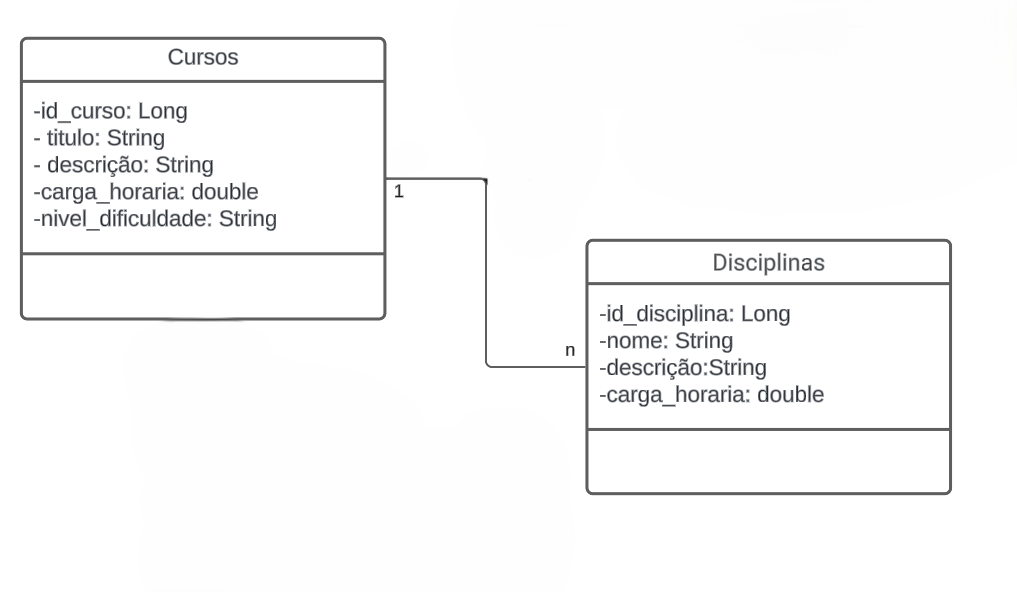 Cursos
-id_curso: Long
- titulo: String
- descrição: String
-carga_horaria: double
-nivel_dificuldade: String
1
n
Disciplinas
-id_disciplina: Long
-nome: String
-descrição:String
-carga_horaria: double